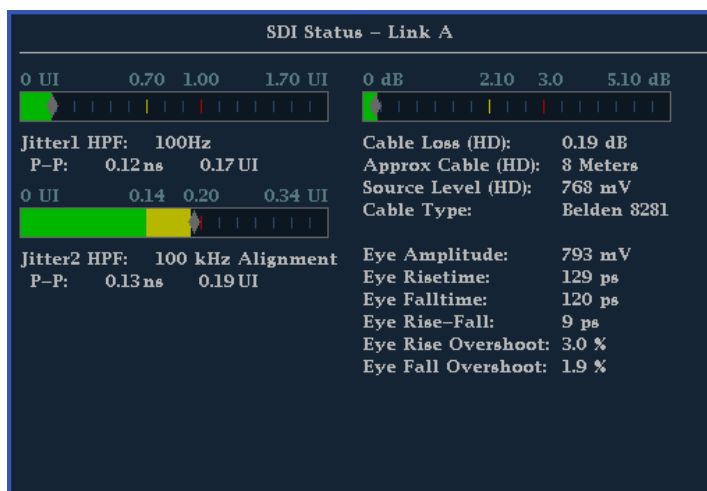 SDI Status – Link A
0 UI 0.70 1.00 1.70 UI
Jitter1 HPF: 100Hz
P–P: 0.12 ns 0.17 UI
0 UI 0.14 0.20 0.34 UI
Jitter2 HPF: 100 kHz Alignment
P–P: 0.13 ns 0.19 UI
0 dB 2.10 3.0 5.10 dB
Cable Loss (HD): 0.19 dB
Approx Cable (HD): 8 Meters
Source Level (HD): 768 mV
Cable Type: Belden 8281
Eye Amplitude: 793 mV
Eye Risetime: 129 ps
Eye Falltime: 120 ps
Eye Rise–Fall: 9 ps
Eye Rise Overshoot: 3.0 %
Eye Fall Overshoot: 1.9 %